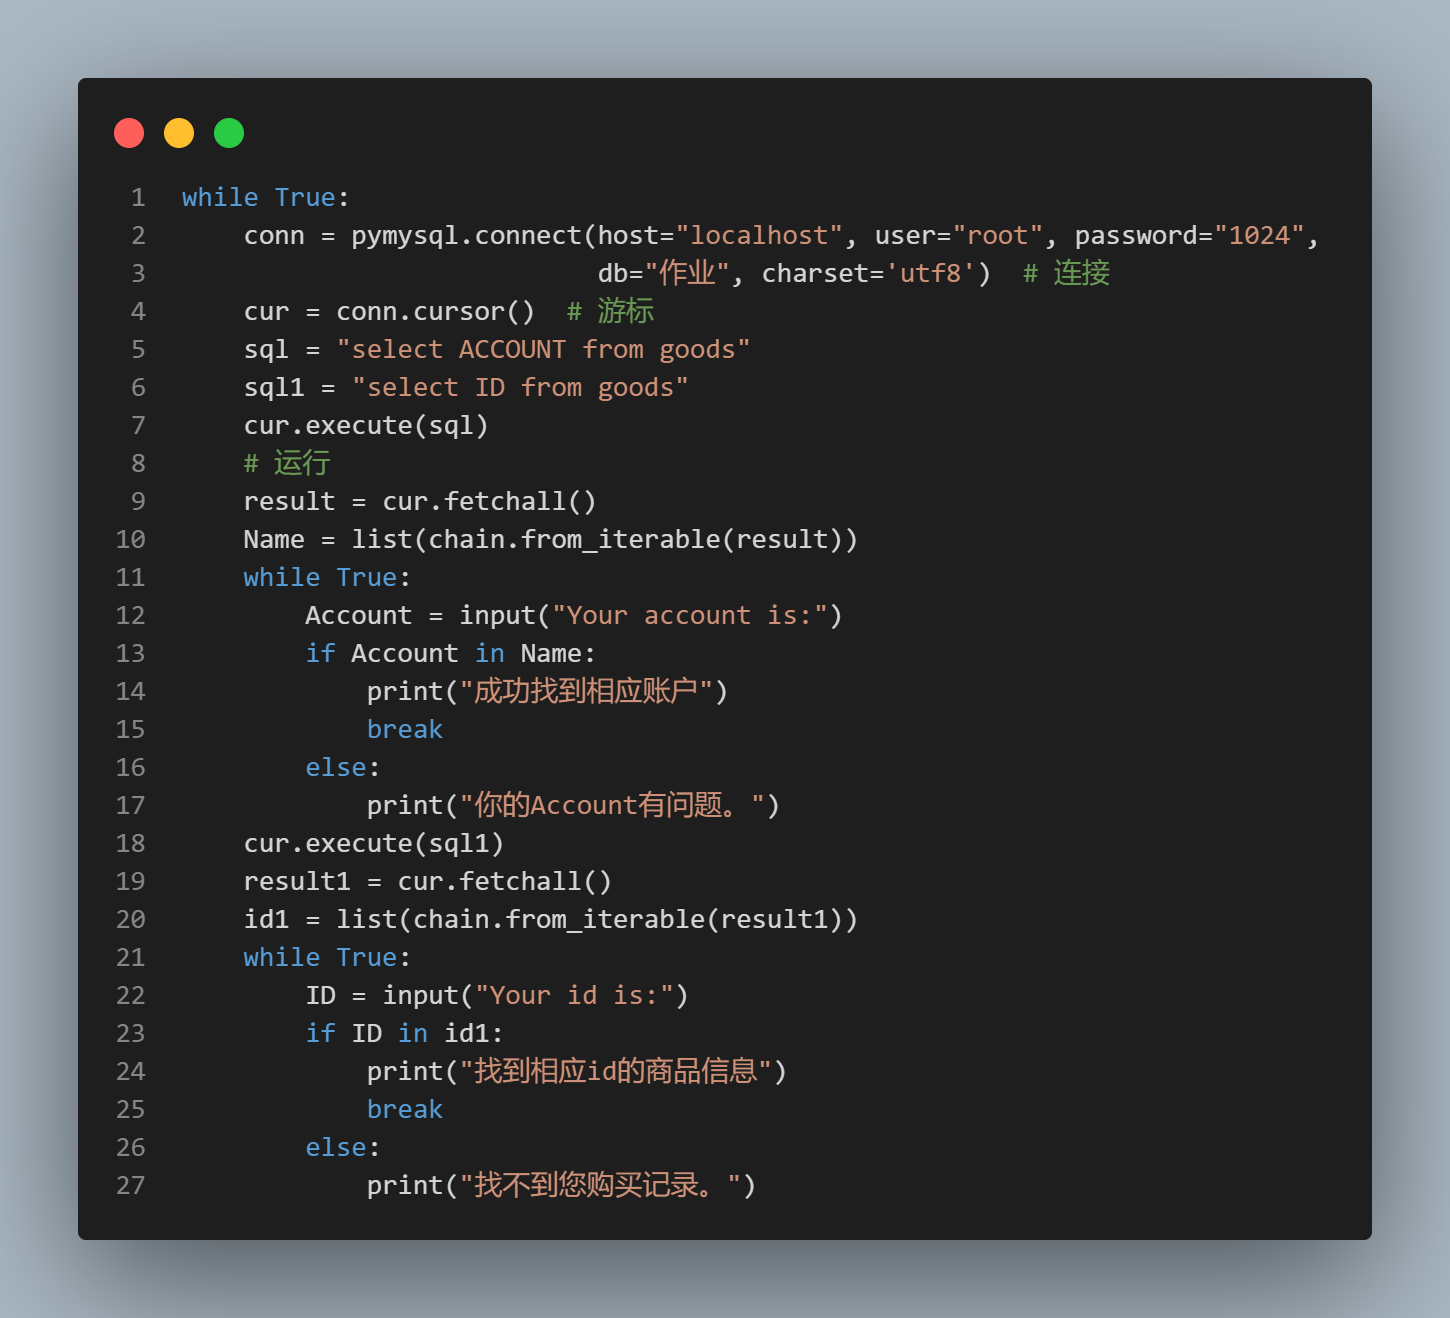 1 while True:
2     conn = pymysql.connect(host="localhost", user="root", password="1024",
3                            db="作业", charset='utf8')  # 连接
4     cur = conn.cursor()  # 游标
5     sql = "select ACCOUNT from goods"
6     sql1 = "select ID from goods"
7     cur.execute(sql)
8     # 运行
9     result = cur.fetchall()
10     Name = list(chain.from_iterable(result))
11     while True:
12         Account = input("Your account is:")
13         if Account in Name:
14             print("成功找到相应账户")
15             break
16         else:
17             print("你的Account有问题。")
18     cur.execute(sql1)
19     result1 = cur.fetchall()
20     id1 = list(chain.from_iterable(result1))
21     while True:
22         ID = input("Your id is:")
23         if ID in id1:
24             print("找到相应id的商品信息")
25             break
26         else:
27             print("找不到您购买记录。")